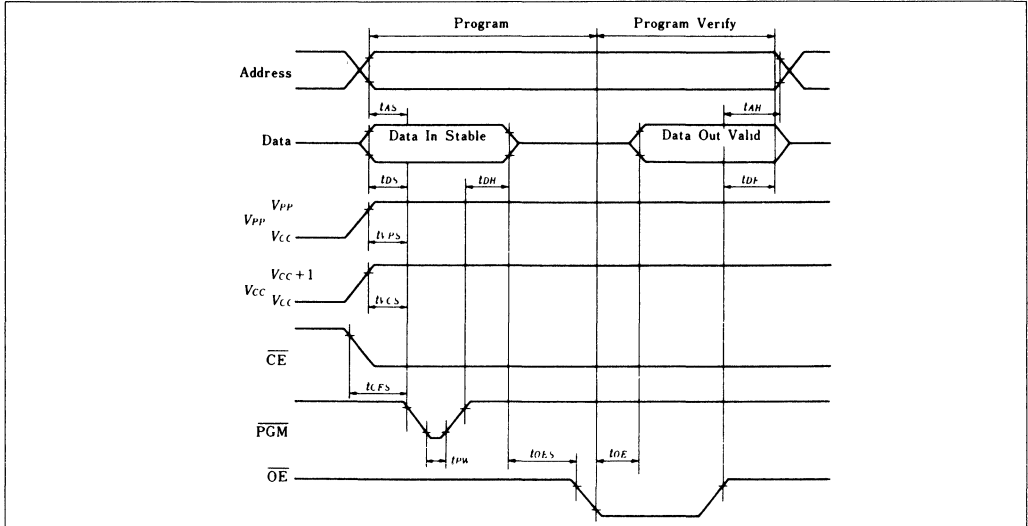 Program Program Verify
Address
tAS tAH
Data Data In Stable Data Out Valid
tDS tDH tDF
VPP
VPP
VCC
tVPS
VCC+1
VCC
VCC
tVCS
CE
tCES
PGM
tPW tOES tOE
OE